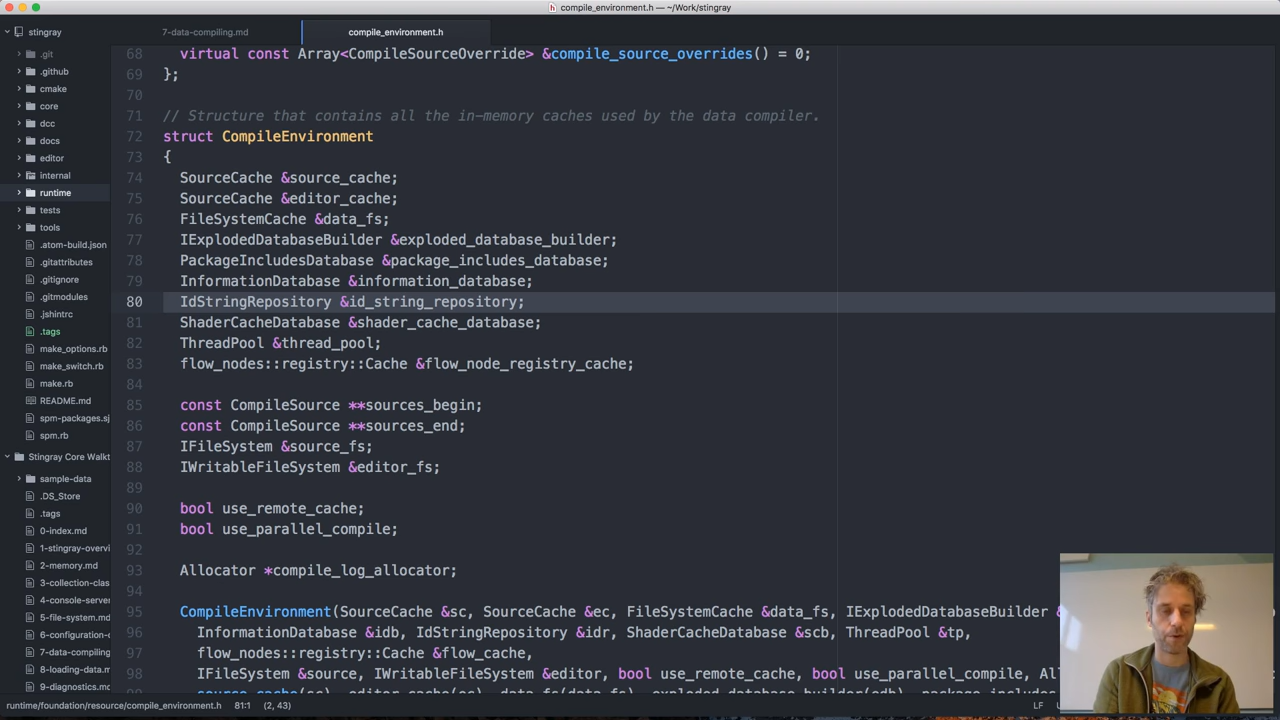 compile_environment.h — ~/Work/stingray
stingray
.git
.github
cmake
core
dcc
docs
editor
internal
runtime
tests
tools
.atom-build.json
.gitattributes
.gitignore
.gitmodules
.jshintrc
.tags
make_options.rb
make_switch.rb
make.rb
README.md
spm-packages.sj
spm.rb
Stingray Core Walkt
sample-data
.DS_Store
.tags
0-index.md
1-stingray-overvi
2-memory.md
3-collection-clas
4-console-server
5-file-system.md
6-configuration-d
7-data-compiling
8-loading-data.m
9-diagnostics.md
7-data-compiling.md
compile_environment.h
68 virtual const Array<CompileSourceOverride> &compile_source_overrides() = 0;
69 };
70
71 // Structure that contains all the in-memory caches used by the data compiler.
72 struct CompileEnvironment
73 {
74 SourceCache &source_cache;
75 SourceCache &editor_cache;
76 FileSystemCache &data_fs;
77 IExplodedDatabaseBuilder &exploded_database_builder;
78 PackageIncludesDatabase &package_includes_database;
79 InformationDatabase &information_database;
80 IdStringRepository &id_string_repository;
81 ShaderCacheDatabase &shader_cache_database;
82 ThreadPool &thread_pool;
83 flow_nodes::registry::Cache &flow_node_registry_cache;
84
85 const CompileSource **sources_begin;
86 const CompileSource **sources_end;
87 IFileSystem &source_fs;
88 IWritableFileSystem &editor_fs;
89
90 bool use_remote_cache;
91 bool use_parallel_compile;
92
93 Allocator *compile_log_allocator;
94
95 CompileEnvironment(SourceCache &sc, SourceCache &ec, FileSystemCache &data_fs, IExplodedDatabaseBuilder &
96 InformationDatabase &idb, IdStringRepository &idr, ShaderCacheDatabase &scb, ThreadPool &tp,
97 flow_nodes::registry::Cache &flow_cache,
98 IFileSystem &source, IWritableFileSystem &editor, bool use_remote_cache, bool use_parallel_compile, Al
runtime/foundation/resource/compile_environment.h 81:1 (2, 43)
LF